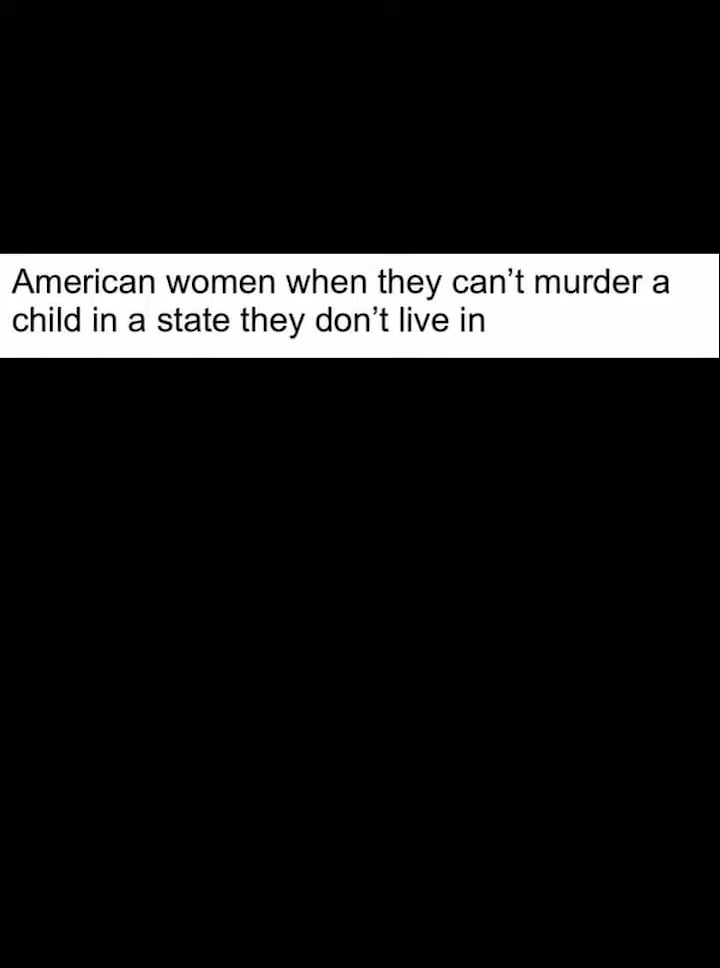 American women when they can’t murder a
child in a state they don’t live in